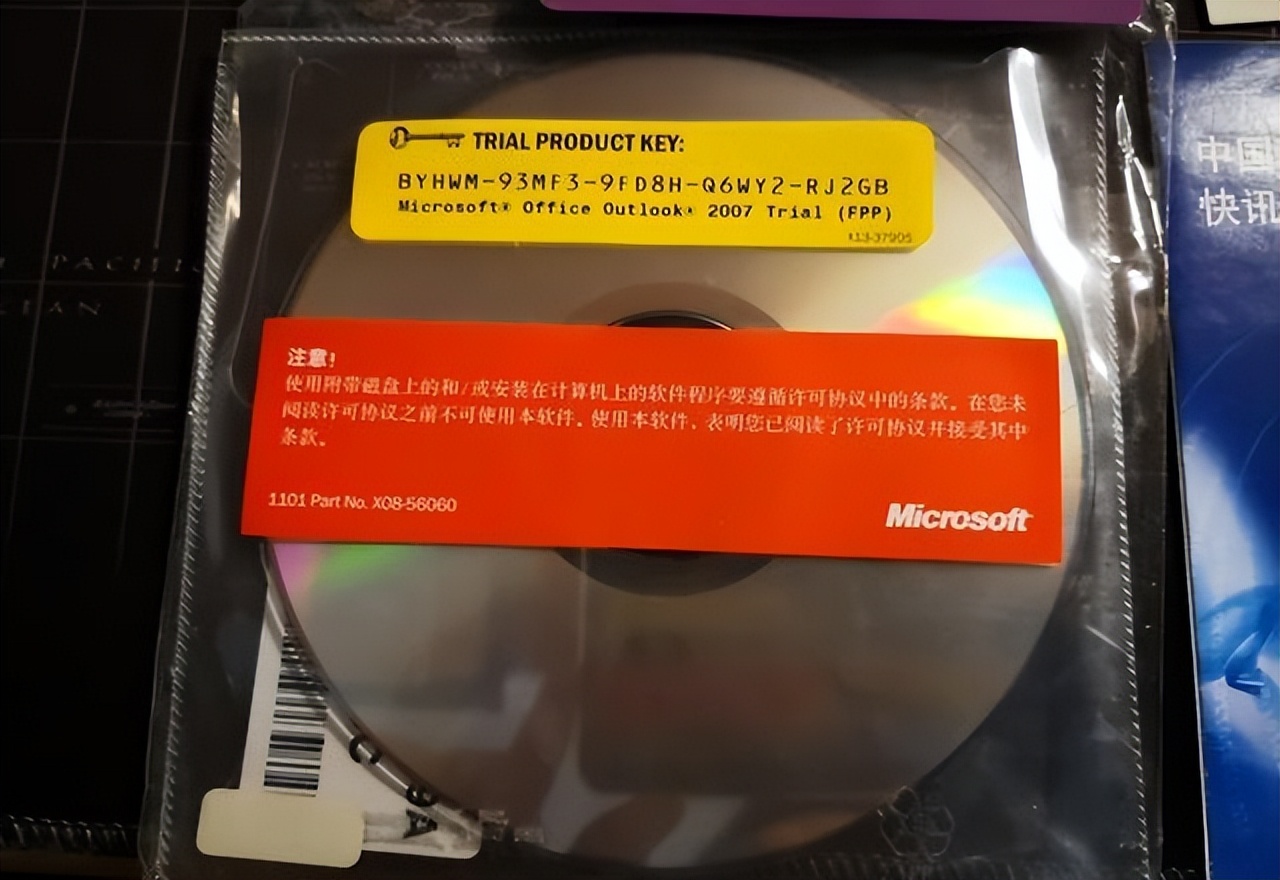 TRIAL PRODUCT KEY:
BYHWM-93MF3-9FD8H-Q6WY2-RJ2GB
Microsoft® Office Outlook® 2007 Trial (FPP)
X13-37905
中国
快讯
PACIFIC
注意!
使用附带磁盘上的和/或安装在计算机上的软件程序要遵循许可协议中的条款。在您未
阅读许可协议之前不可使用本软件。使用本软件、表明您已阅读了许可协议并接受其中
条款。
1101 Part No. X08-56060
Microsoft